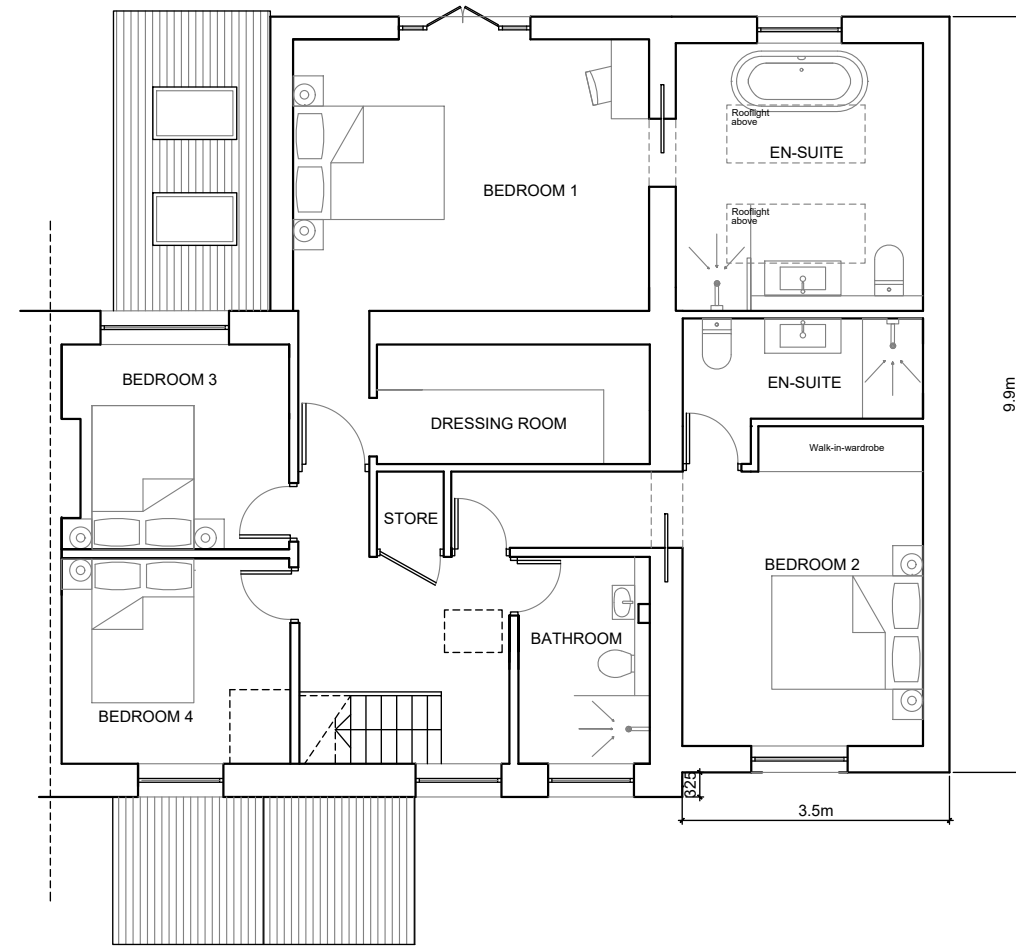 Rooflight
above
EN-SUITE
BEDROOM 1
Rooflight
above
BEDROOM 3
EN-SUITE
9.9m
DRESSING ROOM
Walk-in-wardrobe
STORE
BEDROOM 2
BATHROOM
BEDROOM 4
325
3.5m